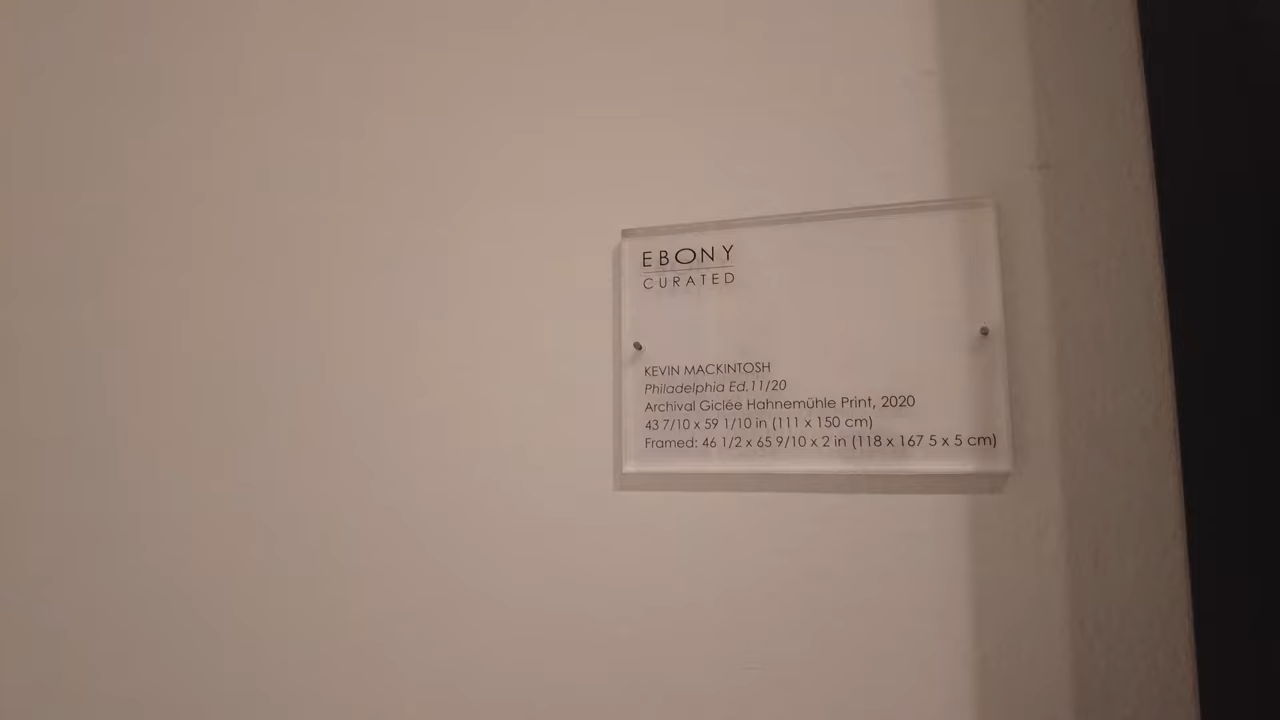 EBONY
CURATED
KEVIN MACKINTOSH
Philadelphia Ed.11/20
Archival Giclée Hahnemühle Print, 2020
43 7/10 x 59 1/10 in (111 x 150 cm)
Framed: 46 1/2 x 65 9/10 x 2 in (118 x 167 5 x 5 cm)